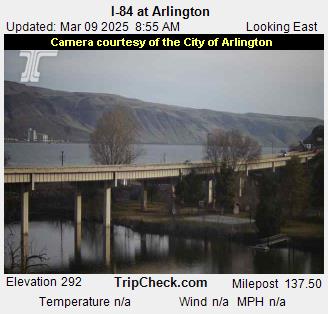 I-84 at Arlington
Updated: Mar 09 2025 8:55 AM Looking East
Camera courtesy of the City of Arlington
Elevation 292 TripCheck.com Milepost 137.50
Temperature n/a Wind n/a MPH n/a